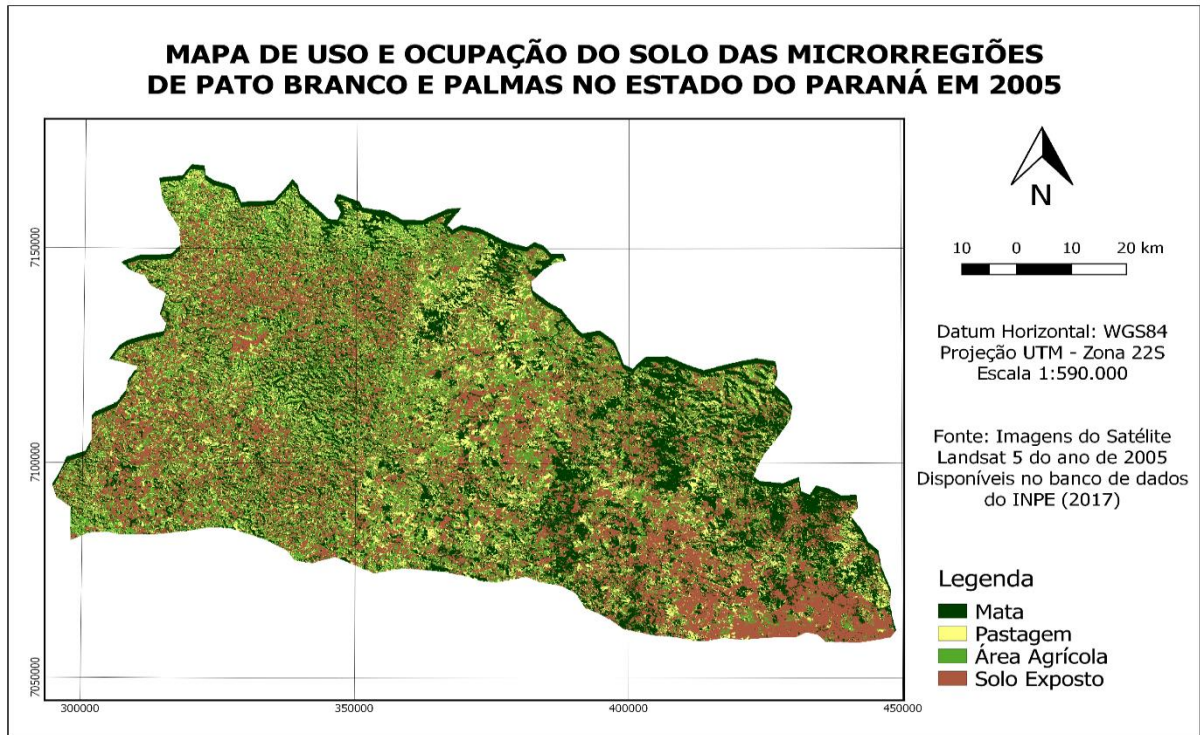 MAPA DE USO E OCUPAÇÃO DO SOLO DAS MICRORREGIÕES
DE PATO BRANCO E PALMAS NO ESTADO DO PARANÁ EM 2005
N
10 0 10 20 km
Datum Horizontal: WGS84
Projeção UTM - Zona 22S
Escala 1:590.000
Fonte: Imagens do Satélite
Landsat 5 do ano de 2005
Disponíveis no banco de dados
do INPE (2017)
Legenda
Mata
Pastagem
Área Agrícola
Solo Exposto
7150000
7100000
7050000
300000 350000 400000 450000